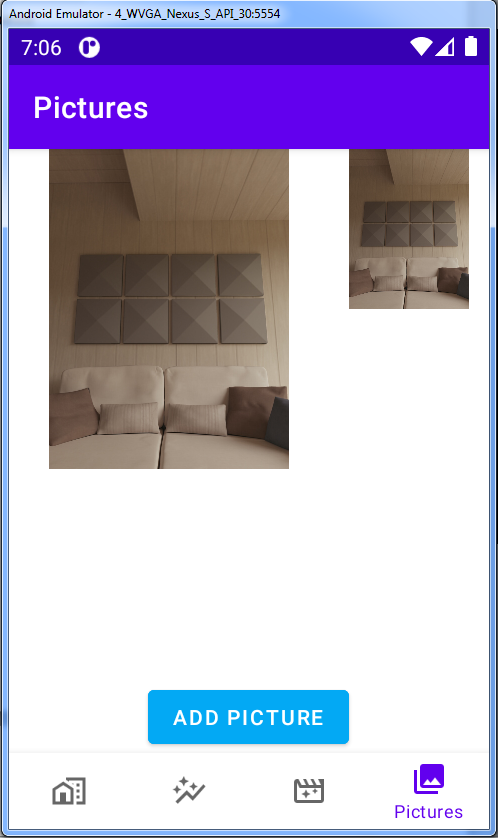 Android Emulator - 4_WVGA_Nexus_S_API_30:5554
7:06
Pictures
ADD PICTURE
Pictures